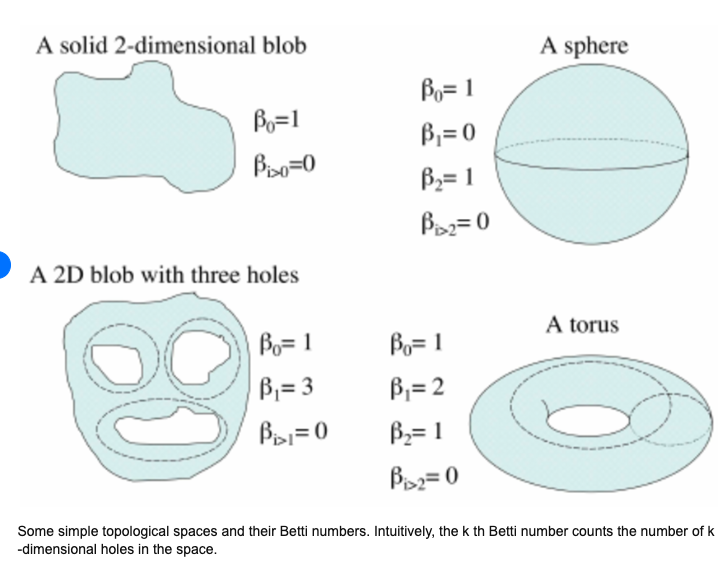 A solid 2-dimensional blob
β₀=1
βᵢ>₀=0
A sphere
β₀= 1
β₁= 0
β₂= 1
βᵢ>₂= 0
A 2D blob with three holes
β₀= 1
β₁= 3
βᵢ>₁= 0
A torus
β₀= 1
β₁= 2
β₂= 1
βᵢ>₂= 0
Some simple topological spaces and their Betti numbers. Intuitively, the k th Betti number counts the number of k
-dimensional holes in the space.